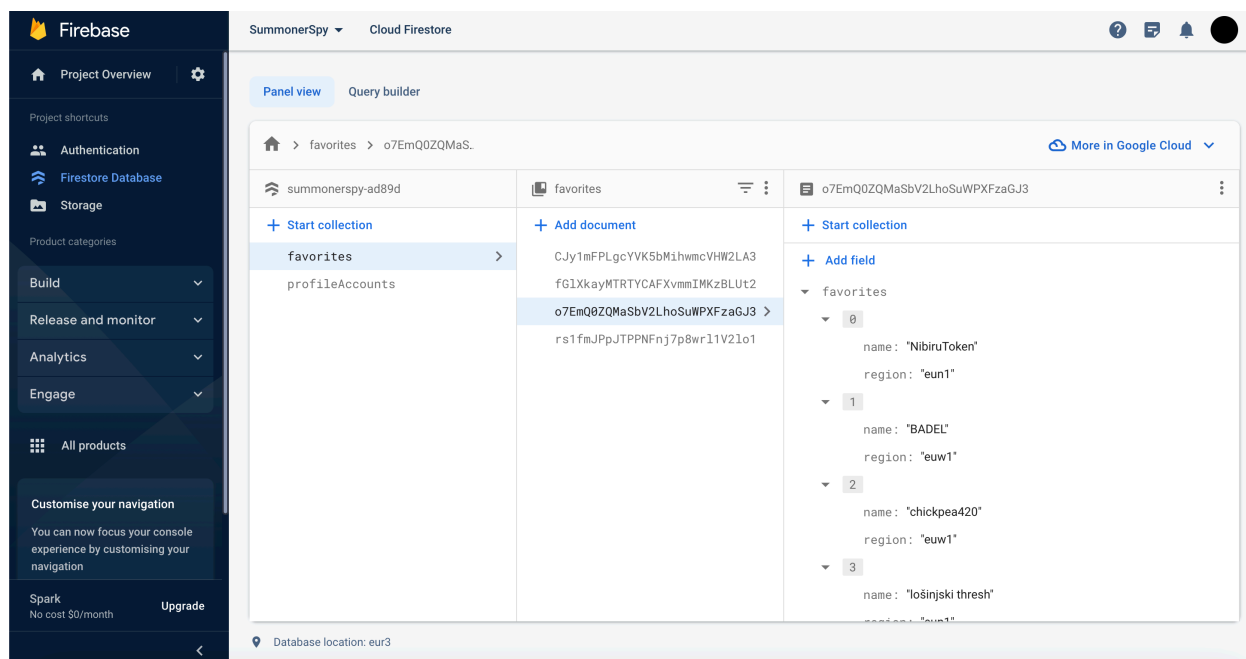 Firebase
SummonerSpy
Cloud Firestore
Project Overview
Project shortcuts
Authentication
Firestore Database
Storage
Product categories
Build
Release and monitor
Analytics
Engage
All products
Customise your navigation
You can now focus your console
experience by customising your
navigation
Spark
No cost $0/month
Upgrade
Panel view
Query builder
favorites
o7EmQ0ZQMaS..
More in Google Cloud
summonerspy-ad89d
Start collection
favorites
profileAccounts
favorites
Add document
CJy1mFPLgcYVK5bMihwmcVHW2LA3
fGlXkayMTRTYCAFXvmmIMKzBLUt2
o7EmQ0ZQMaSbV2LhoSuWPXFzaGJ3
rs1fmJPpJTPPNFnj7p8wrl1V2lo1
o7EmQ0ZQMaSbV2LhoSuWPXFzaGJ3
Start collection
Add field
favorites
0
name: "NibiruToken"
region: "eun1"
1
name: "BADEL"
region: "euw1"
2
name: "chickpea420"
region: "euw1"
3
name: "lošinjski thresh"
region: "eun1"
Database location: eur3